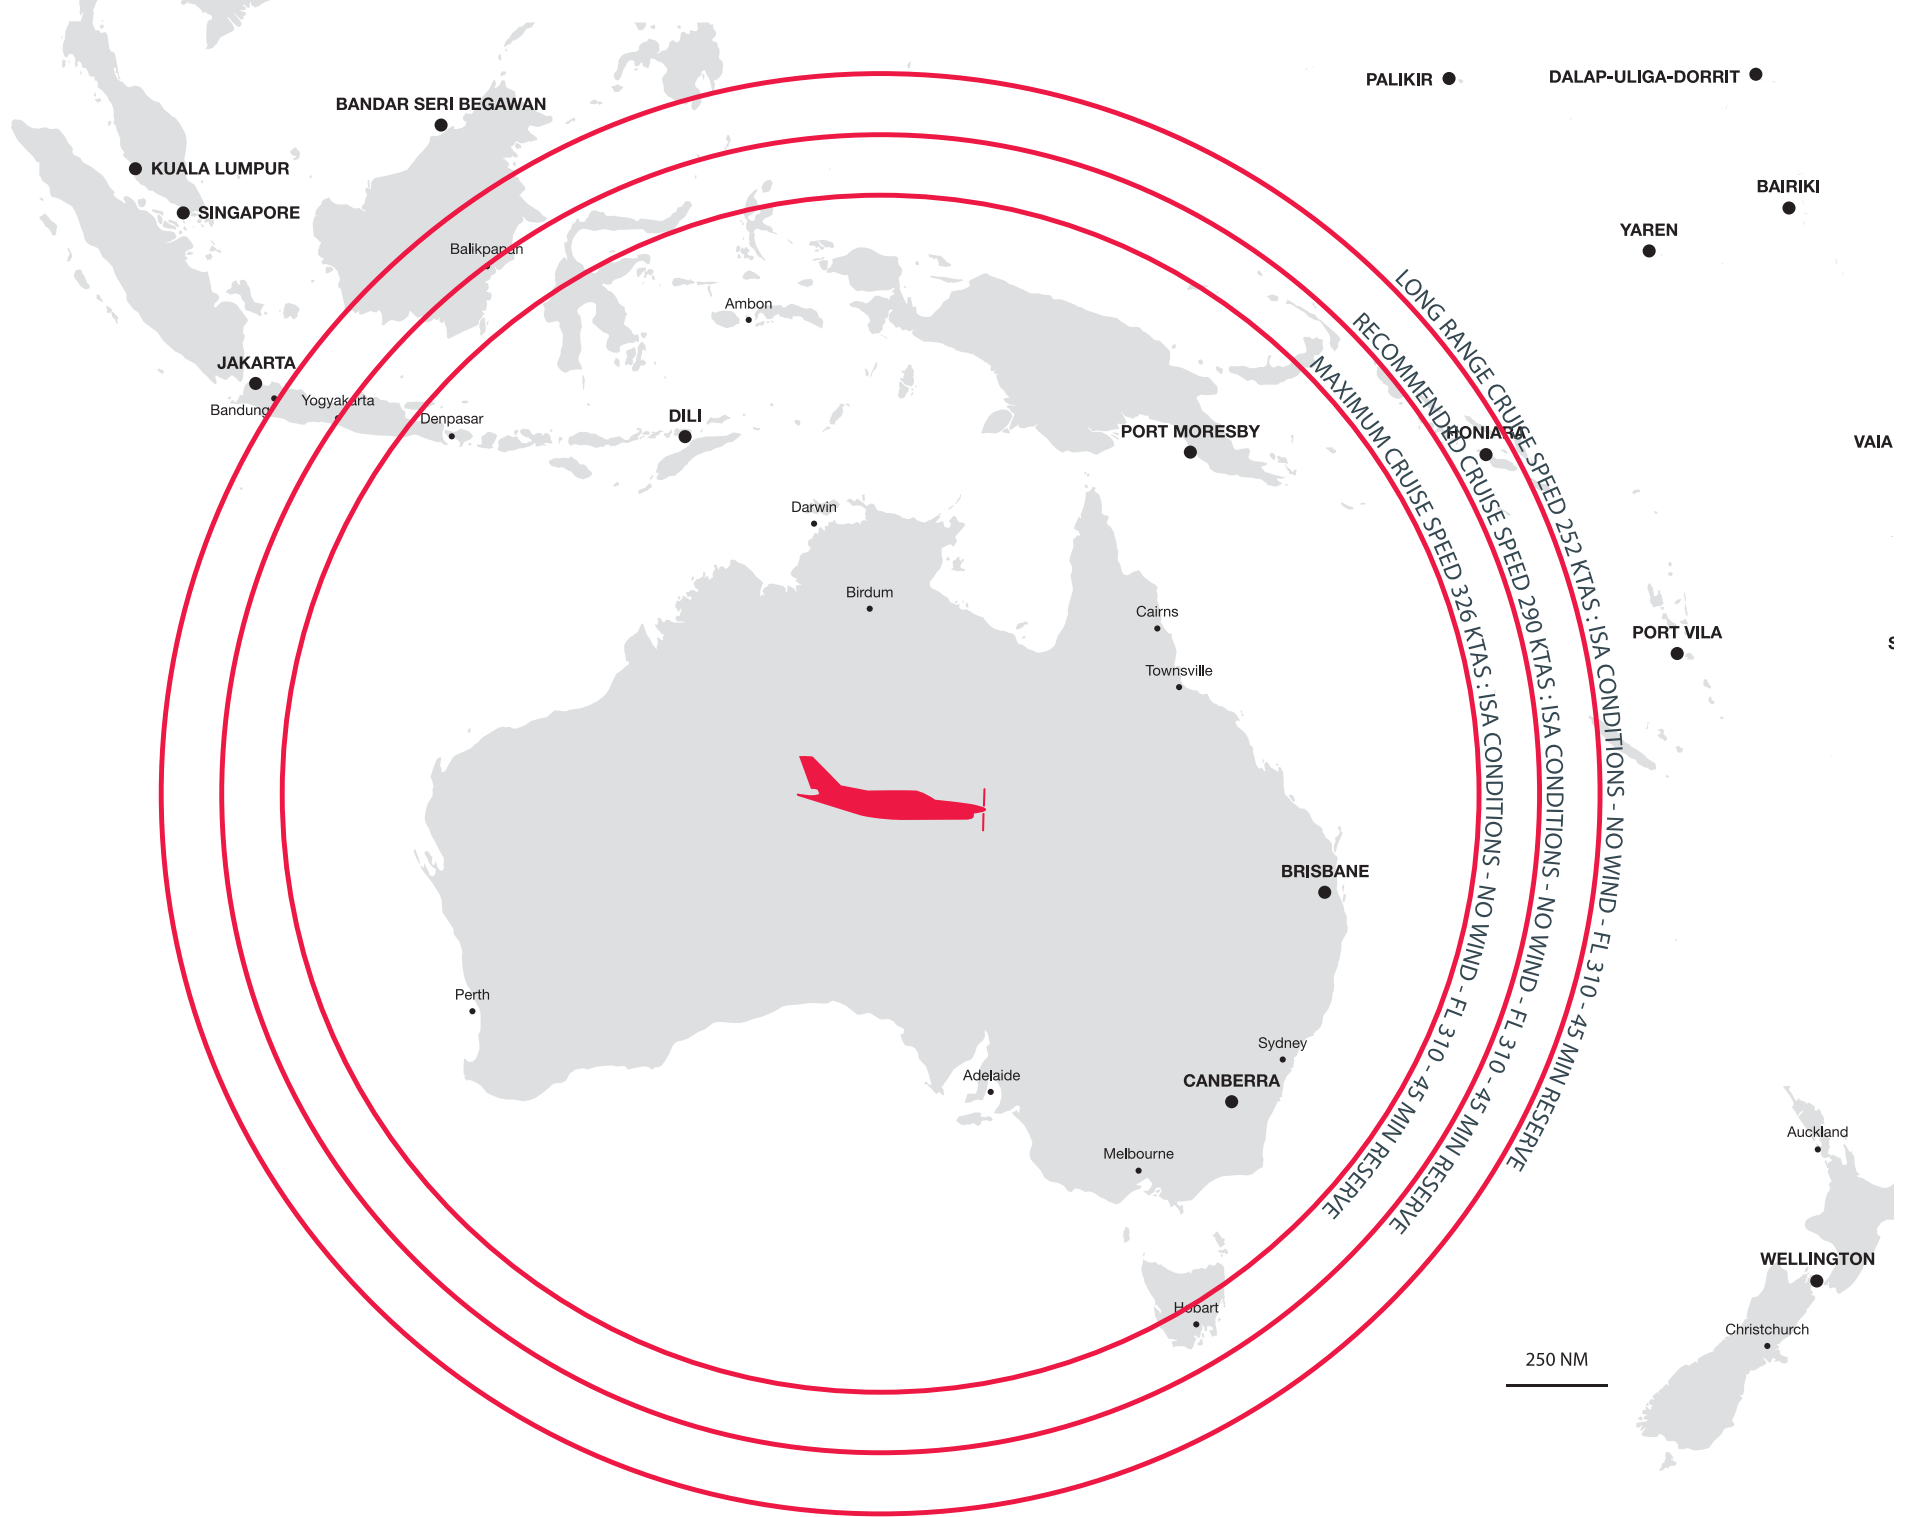 PALIKIR
DALAP-ULIGA-DORRIT
BANDAR SERI BEGAWAN
KUALA LUMPUR
BAIRIKI
SINGAPORE
YAREN
Balikpapan
Ambon
JAKARTA
Yogyakarta
Bandung
Denpasar
DILI
PORT MORESBY
HONIARA
VAIA
Darwin
Birdum
Cairns
PORT VILA
S
Townsville
LONG RANGE CRUISE SPEED 252 KTAS : ISA CONDITIONS - NO WIND - FL 310 - 45 MIN RESERVE
RECOMMENDED CRUISE SPEED 290 KTAS : ISA CONDITIONS - NO WIND - FL 310 - 45 MIN RESERVE
MAXIMUM CRUISE SPEED 326 KTAS : ISA CONDITIONS - NO WIND - FL 310 - 45 MIN RESERVE
BRISBANE
Perth
Sydney
Adelaide
CANBERRA
Auckland
Melbourne
WELLINGTON
Hobart
Christchurch
250 NM